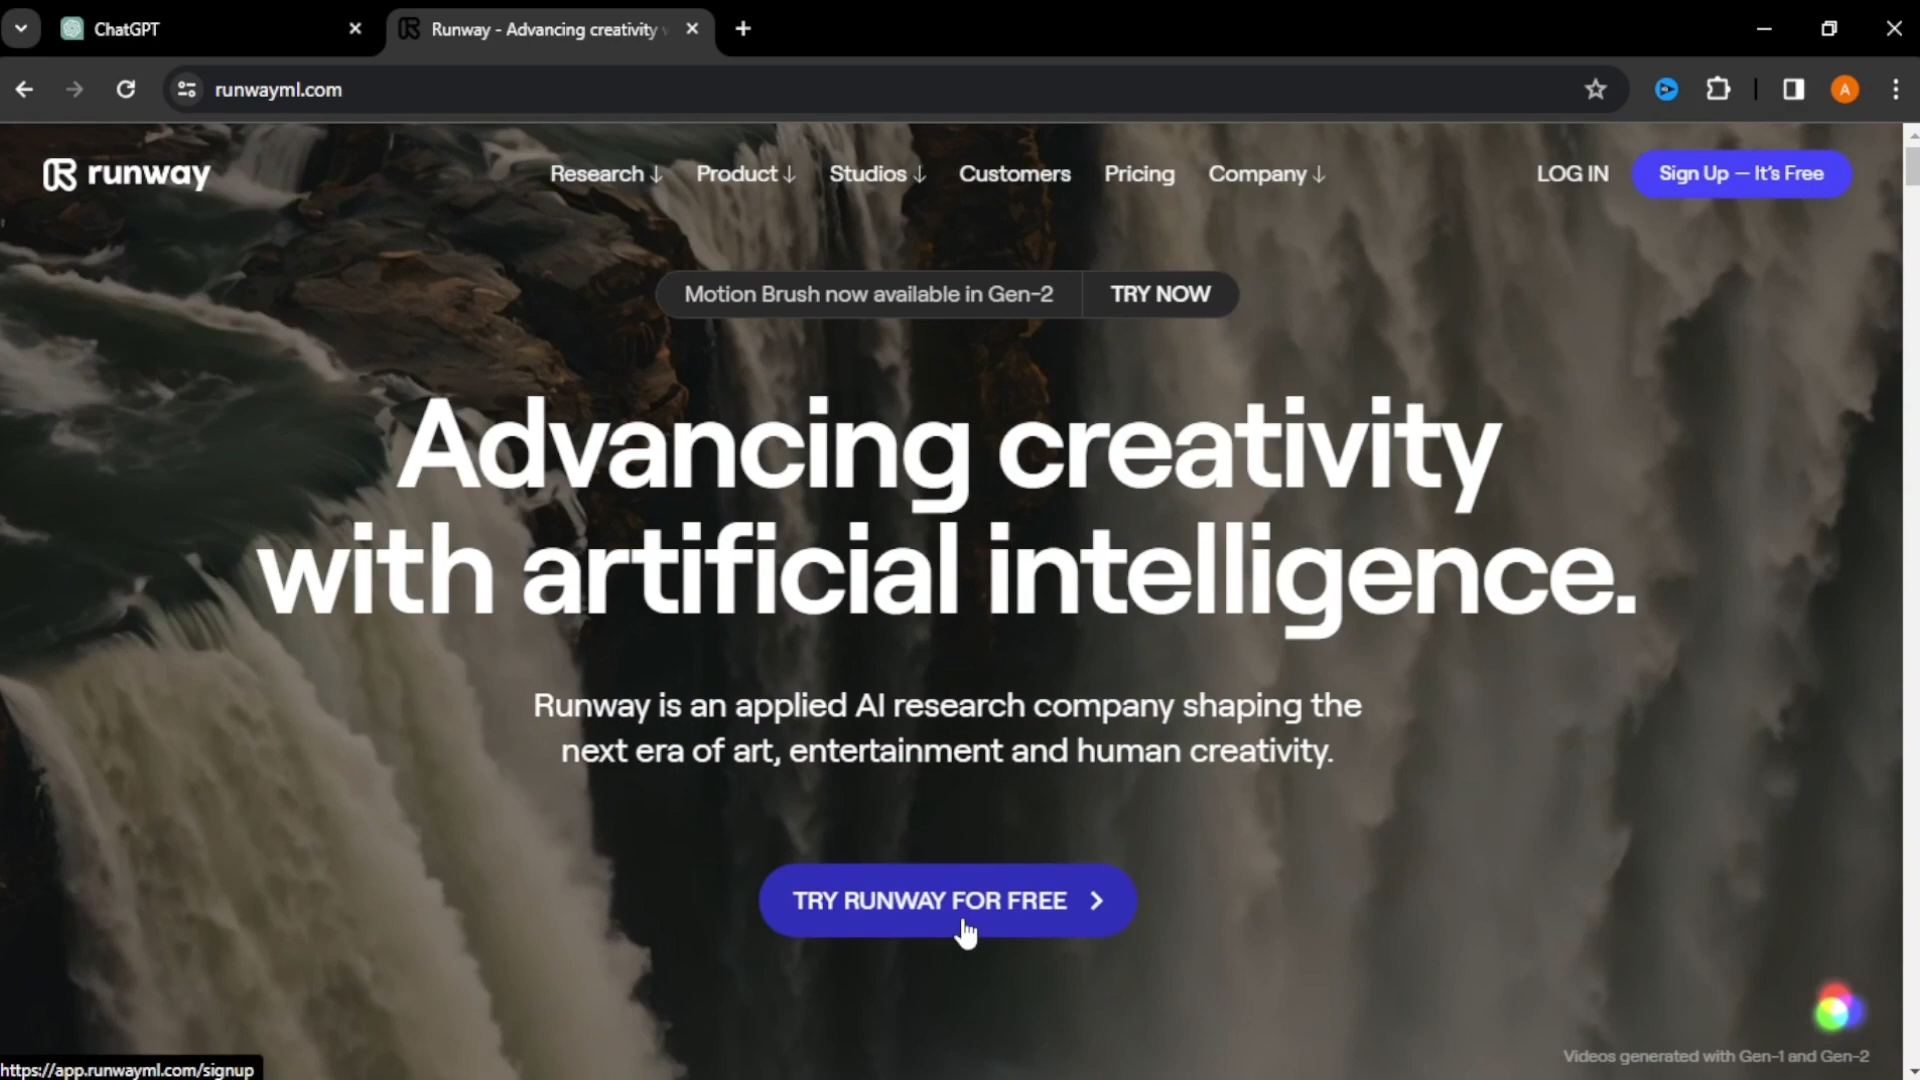 ChatGPT
Runway - Advancing creativity
runwayml.com
A
runway
Research ↓
Product ↓
Studios ↓
Customers
Pricing
Company ↓
LOG IN
Sign Up — It's Free
Motion Brush now available in Gen-2
TRY NOW
Advancing creativity
with artificial intelligence.
Runway is an applied AI research company shaping the
next era of art, entertainment and human creativity.
TRY RUNWAY FOR FREE
Videos generated with Gen-1 and Gen-2
https://app.runwayml.com/signup